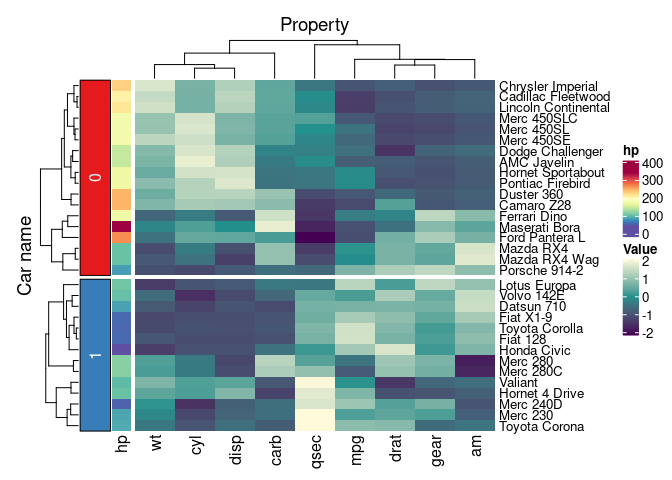 Property
Car name
0
1
Chrysler Imperial
Cadillac Fleetwood
Lincoln Continental
Merc 450SLC
Merc 450SL
Merc 450SE
Dodge Challenger
AMC Javelin
Hornet Sportabout
Pontiac Firebird
Duster 360
Camaro Z28
Ferrari Dino
Maserati Bora
Ford Pantera L
Mazda RX4
Mazda RX4 Wag
Porsche 914-2
Lotus Europa
Volvo 142E
Datsun 710
Fiat X1-9
Toyota Corolla
Fiat 128
Honda Civic
Merc 280
Merc 280C
Valiant
Hornet 4 Drive
Merc 240D
Merc 230
Toyota Corona
hp
wt
cyl
disp
carb
qsec
mpg
drat
gear
am
hp
400
300
200
100
0
Value
2
1
0
-1
-2